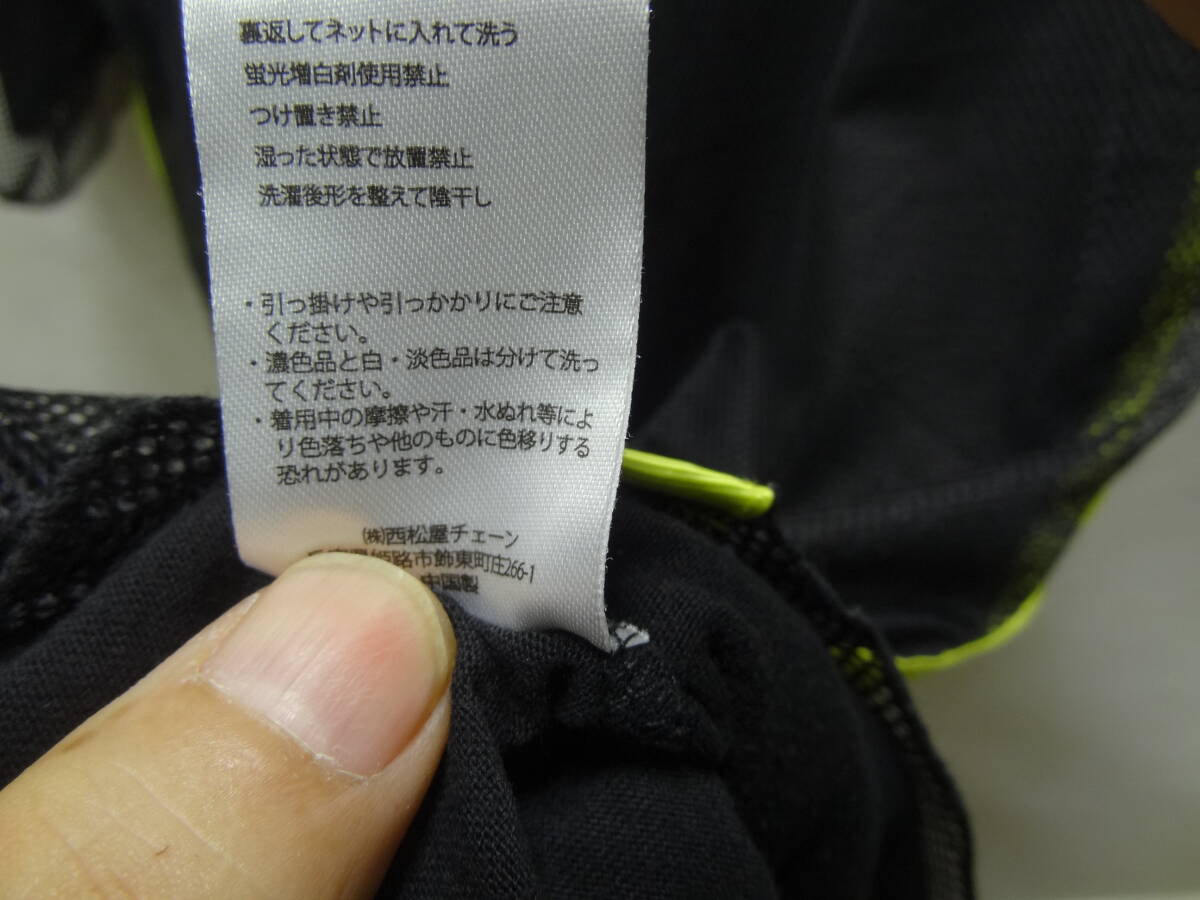 裏返してネットに入れて洗う
蛍光増白剤使用禁止
つけ置き禁止
湿った状態で放置禁止
洗濯後形を整えて陰干し
・引っ掛けや引っかかりにご注意
ください。
・濃色品と白・淡色品は分けて洗っ
てください。
・着用中の摩擦や汗・水ぬれ等によ
り色落ちや他のものに色移りする
恐れがあります。
㈱西松屋チェーン
路市飾東町庄266-1
中国製